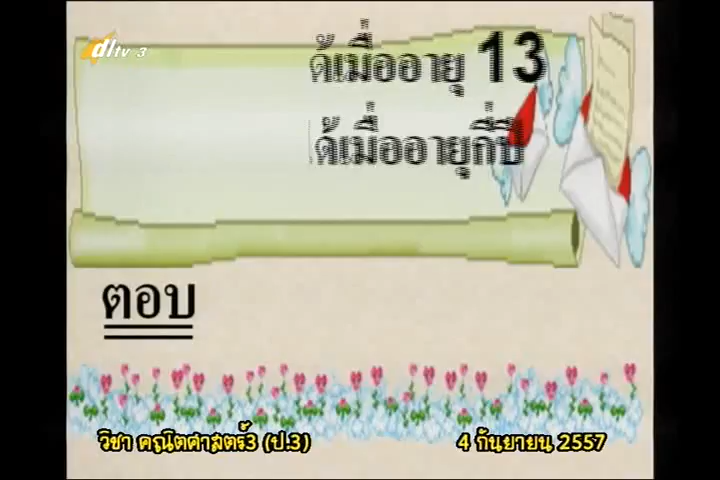 dltv 3
ด้เมื่ออายุ 13
ด้เมื่ออายุกี่ปี
ตอบ
วิชา คณิตศาสตร์3 (ป.3)
4 กันยายน 2557